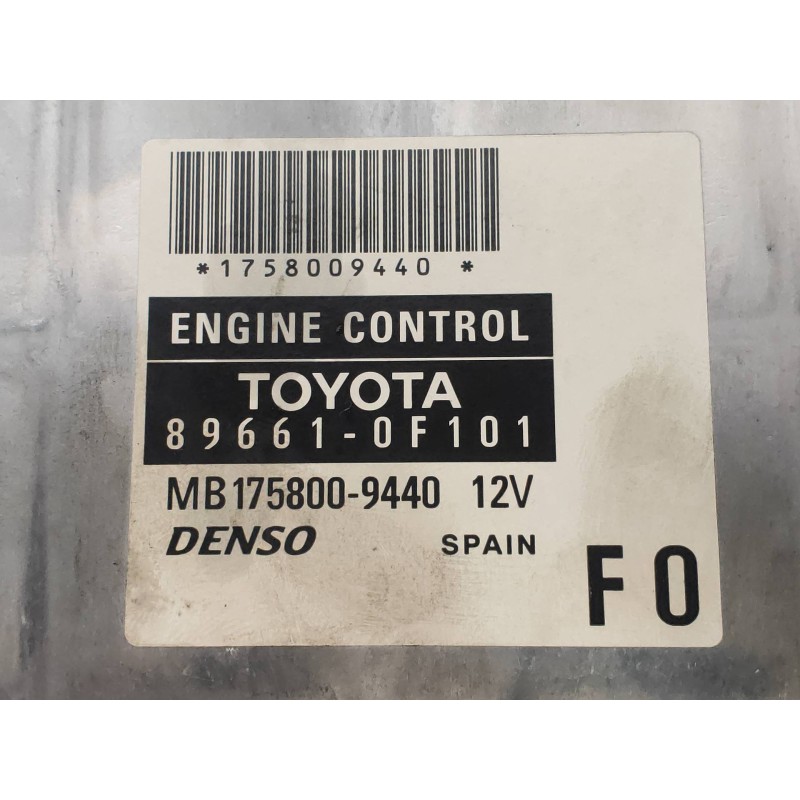 *1758009440 *
ENGINE CONTROL
TOYOTA
89661-0F101
MB175800-9440 12V
DENSO SPAIN
F0